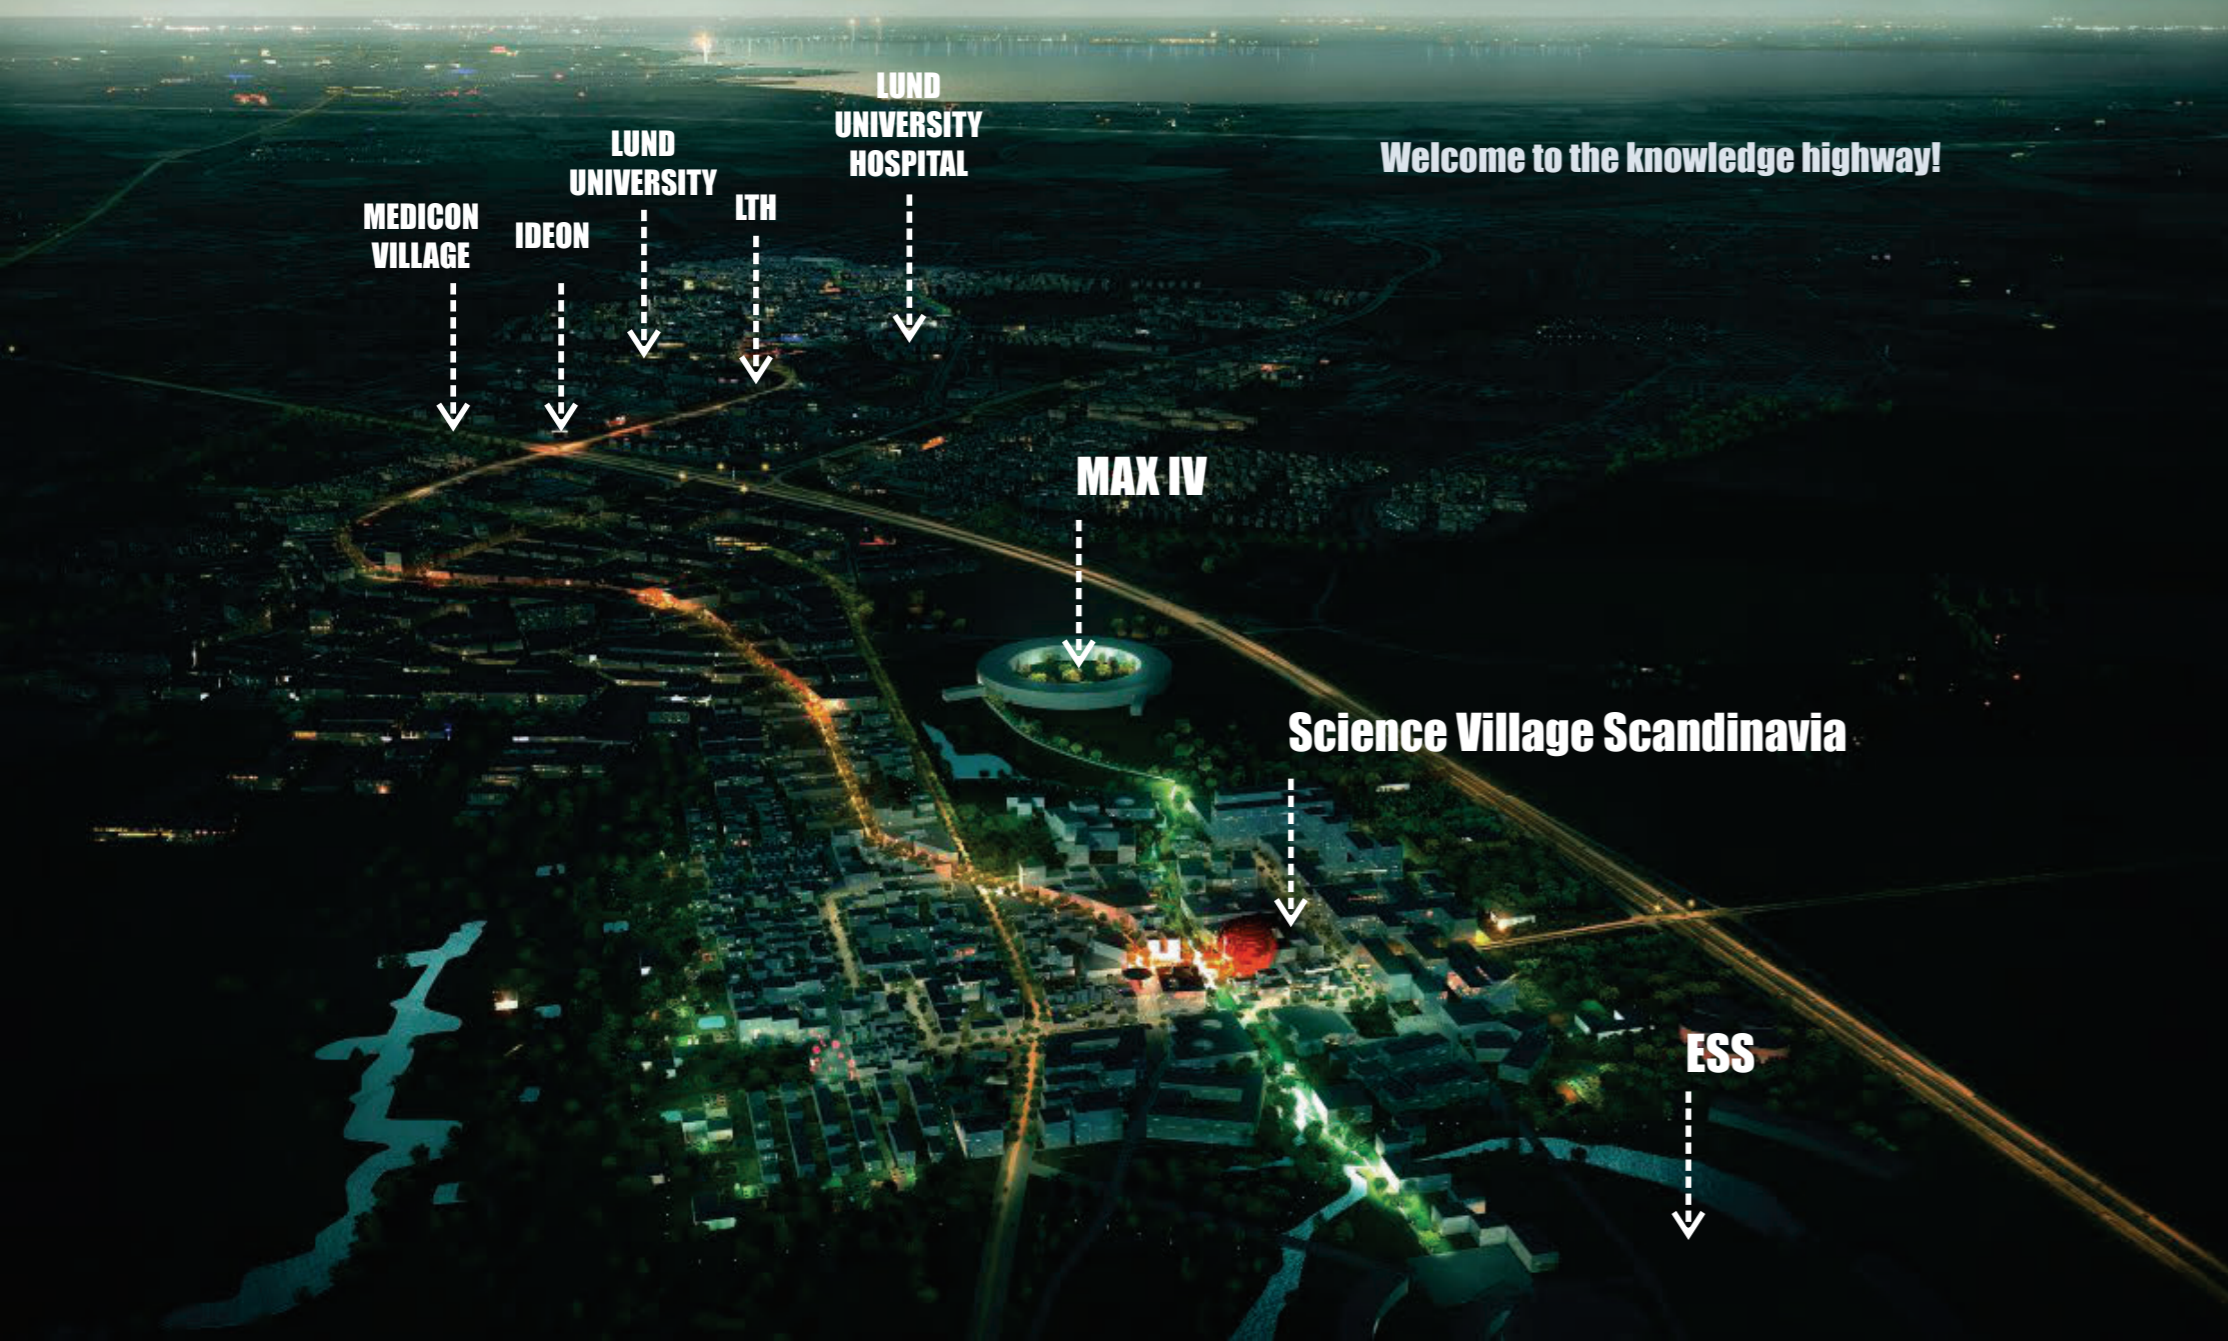 LUND
UNIVERSITY
HOSPITAL
LUND
UNIVERSITY
Welcome to the knowledge highway!
LTH
MEDICON
VILLAGE
IDEON
MAX IV
Science Village Scandinavia
ESS